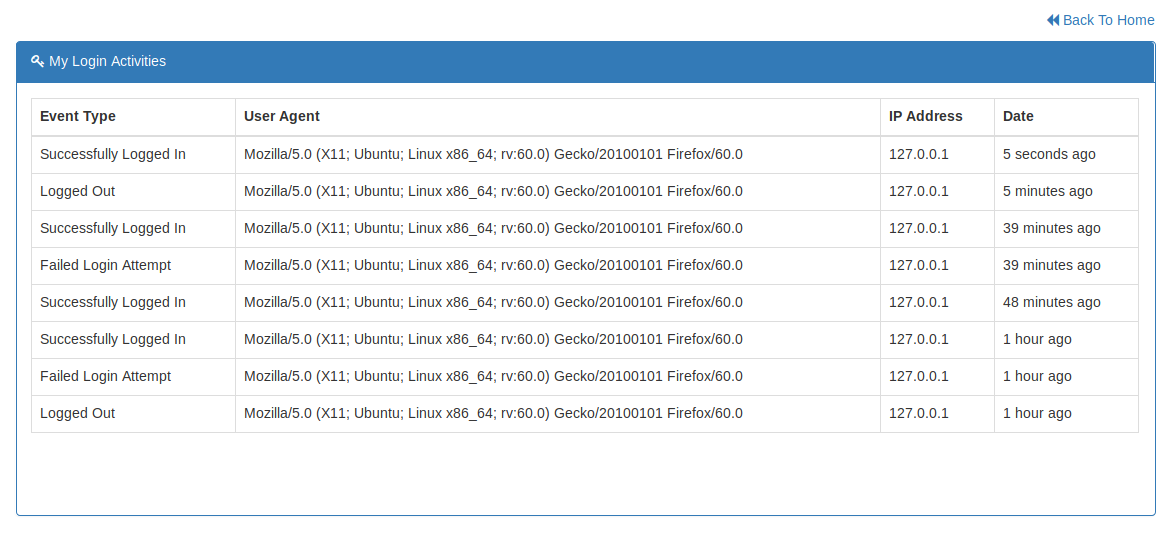 Back To Home
My Login Activities
Event Type User Agent IP Address Date
Successfully Logged In Mozilla/5.0 (X11; Ubuntu; Linux x86_64; rv:60.0) Gecko/20100101 Firefox/60.0 127.0.0.1 5 seconds ago
Logged Out Mozilla/5.0 (X11; Ubuntu; Linux x86_64; rv:60.0) Gecko/20100101 Firefox/60.0 127.0.0.1 5 minutes ago
Successfully Logged In Mozilla/5.0 (X11; Ubuntu; Linux x86_64; rv:60.0) Gecko/20100101 Firefox/60.0 127.0.0.1 39 minutes ago
Failed Login Attempt Mozilla/5.0 (X11; Ubuntu; Linux x86_64; rv:60.0) Gecko/20100101 Firefox/60.0 127.0.0.1 39 minutes ago
Successfully Logged In Mozilla/5.0 (X11; Ubuntu; Linux x86_64; rv:60.0) Gecko/20100101 Firefox/60.0 127.0.0.1 48 minutes ago
Successfully Logged In Mozilla/5.0 (X11; Ubuntu; Linux x86_64; rv:60.0) Gecko/20100101 Firefox/60.0 127.0.0.1 1 hour ago
Failed Login Attempt Mozilla/5.0 (X11; Ubuntu; Linux x86_64; rv:60.0) Gecko/20100101 Firefox/60.0 127.0.0.1 1 hour ago
Logged Out Mozilla/5.0 (X11; Ubuntu; Linux x86_64; rv:60.0) Gecko/20100101 Firefox/60.0 127.0.0.1 1 hour ago